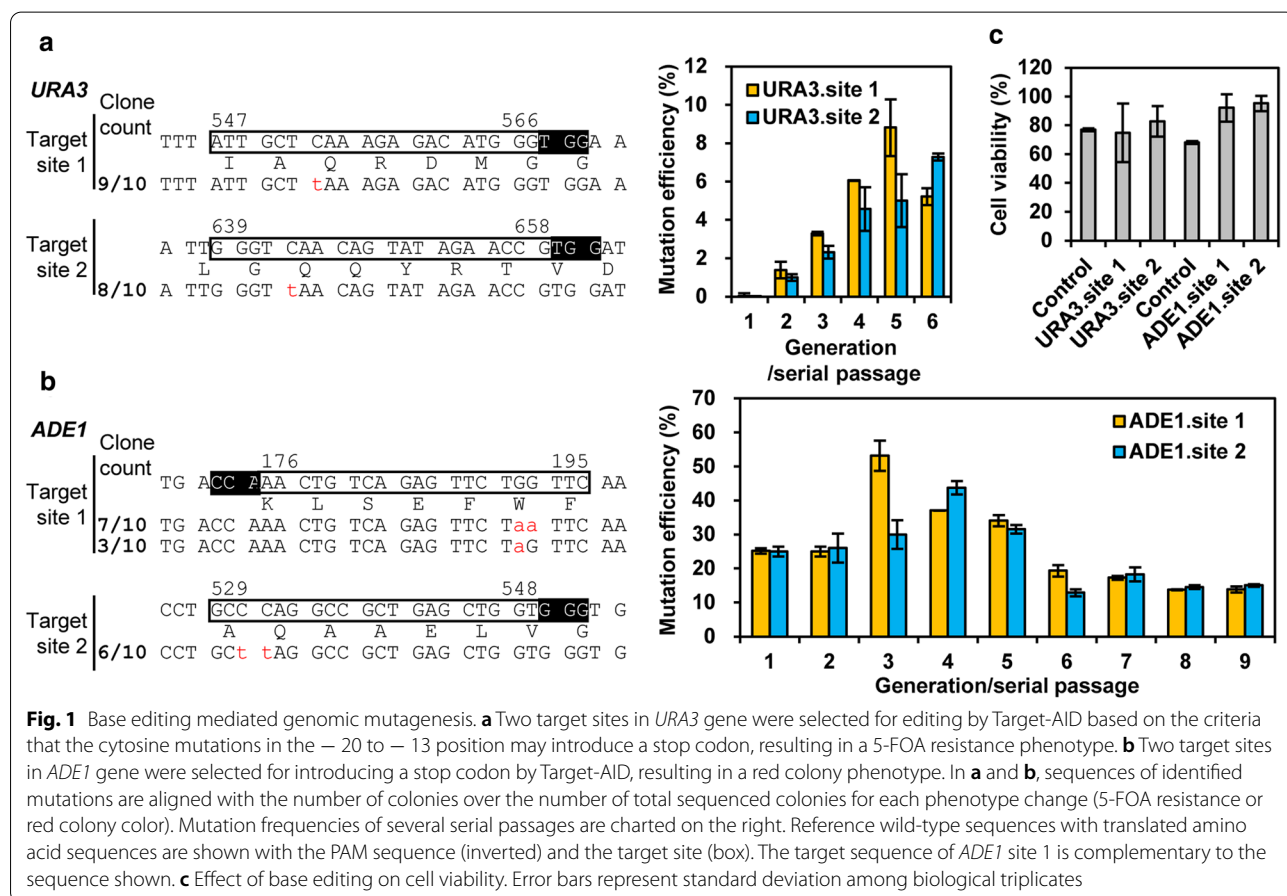 a
URA3
Clone count
Target site 1
547 566
TTT ATT GCT CAA AGA GAC ATG GGT GGA A
I A Q R D M G G
9/10 TTT ATT GCT tAA AGA GAC ATG GGT GGA A
Target site 2
639 658
A TTG GGT CAA CAG TAT AGA ACC GTG GAT
L G Q Q Y R T V D
8/10 A TTG GGT tAA CAG TAT AGA ACC GTG GAT
Mutation efficiency (%)
12
10
8
6
4
2
0
URA3.site 1
URA3.site 2
1 2 3 4 5 6
Generation
/serial passage
c
Cell viability (%)
120
100
80
60
40
20
0
Control
URA3.site 1
URA3.site 2
Control
ADE1.site 1
ADE1.site 2
b
ADE1
Clone count
Target site 1
176 195
TG ACC AAA CTG TCA GAG TTC TGG TTC AA
K L S E F W F
7/10 TG ACC AAA CTG TCA GAG TTC Taa TTC AA
3/10 TG ACC AAA CTG TCA GAG TTC TaG TTC AA
Target site 2
529 548
CCT GCC CAG GCC GCT GAG CTG GTG GGT G
A Q A A E L V G
6/10 CCT GCt tAG GCC GCT GAG CTG GTG GGT G
Mutation efficiency (%)
70
60
50
40
30
20
10
0
ADE1.site 1
ADE1.site 2
1 2 3 4 5 6 7 8 9
Generation/serial passage
Fig. 1 Base editing mediated genomic mutagenesis. a Two target sites in URA3 gene were selected for editing by Target-AID based on the criteria
that the cytosine mutations in the − 20 to − 13 position may introduce a stop codon, resulting in a 5-FOA resistance phenotype. b Two target sites
in ADE1 gene were selected for introducing a stop codon by Target-AID, resulting in a red colony phenotype. In a and b, sequences of identified
mutations are aligned with the number of colonies over the number of total sequenced colonies for each phenotype change (5-FOA resistance or
red colony color). Mutation frequencies of several serial passages are charted on the right. Reference wild-type sequences with translated amino
acid sequences are shown with the PAM sequence (inverted) and the target site (box). The target sequence of ADE1 site 1 is complementary to the
sequence shown. c Effect of base editing on cell viability. Error bars represent standard deviation among biological triplicates